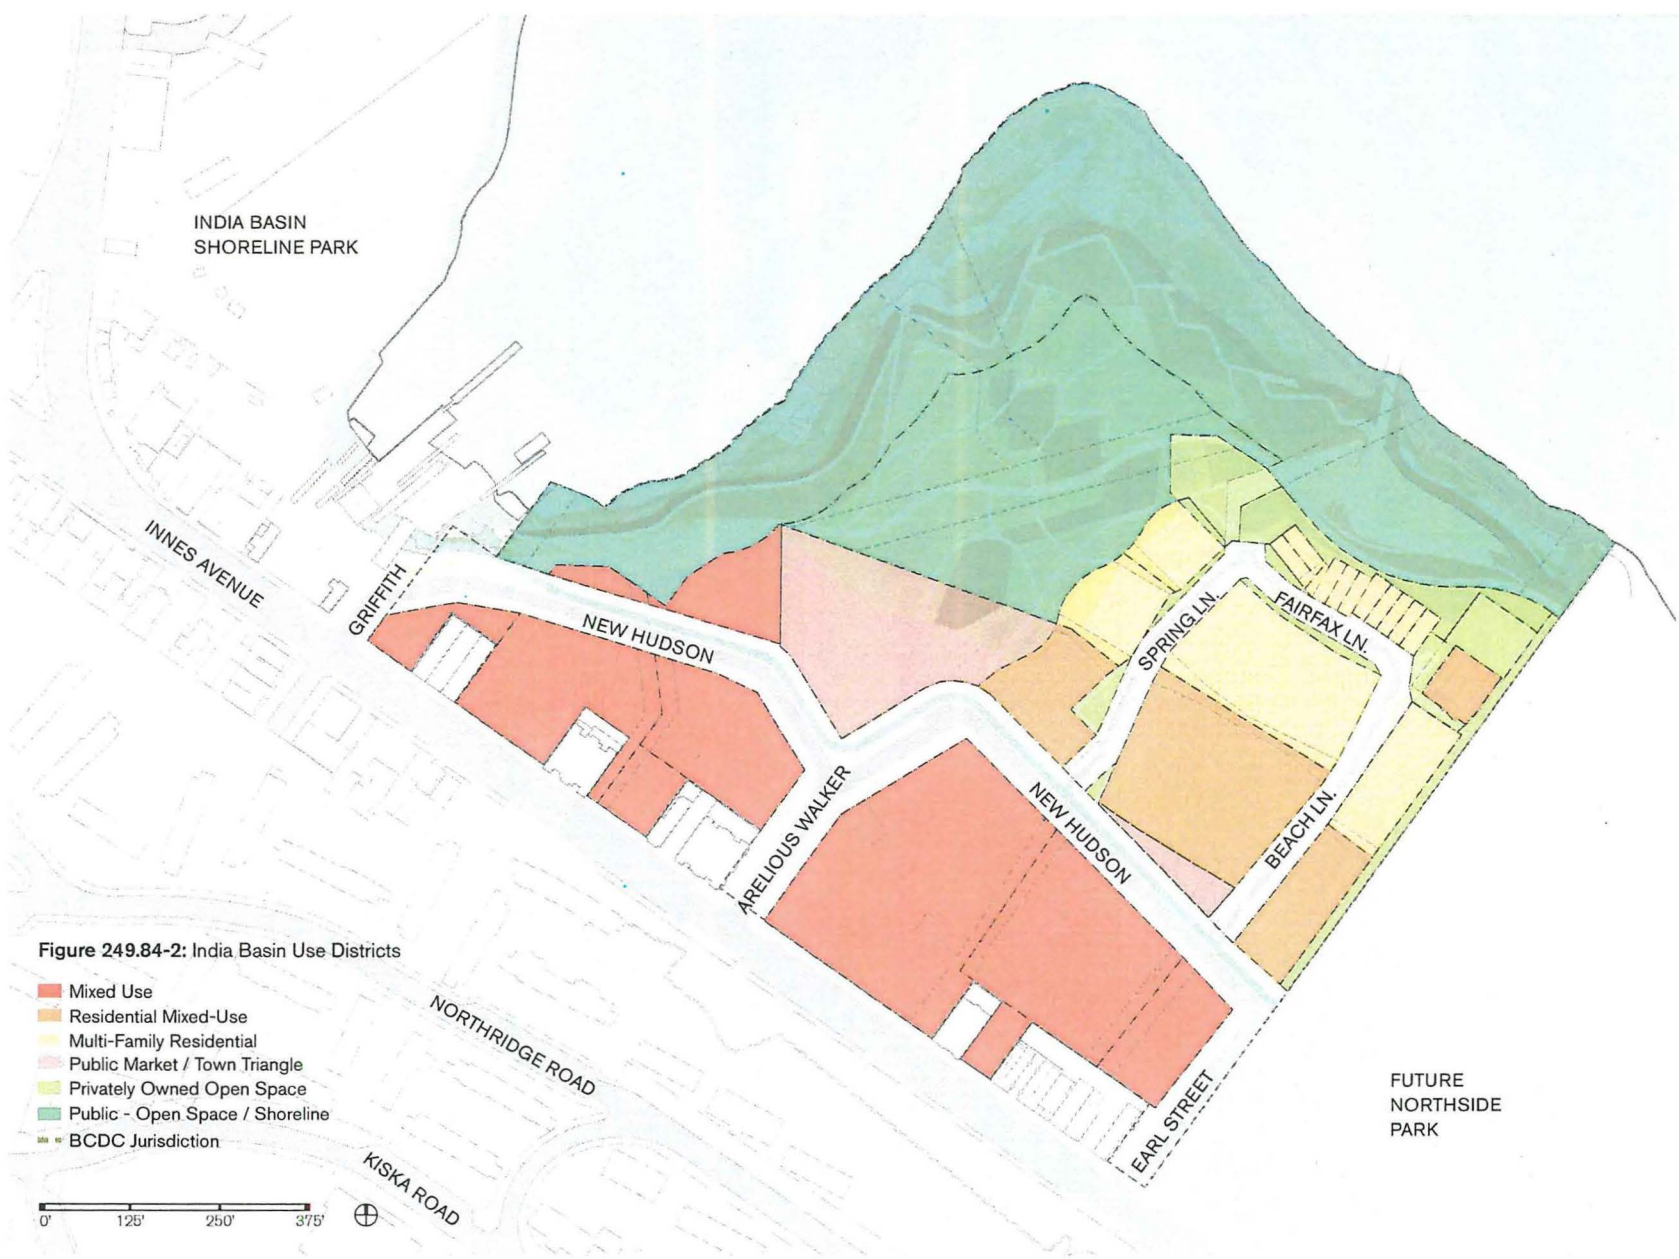 INDIA BASIN
SHORELINE PARK
INNES AVENUE
GRIFFITH
NEW HUDSON
SPRING LN.
FAIRFAX LN.
ARELIOUS WALKER
NEW HUDSON
BEACH LN.
Figure 249.84-2: India Basin Use Districts
Mixed Use
Residential Mixed-Use
Multi-Family Residential
Public Market / Town Triangle
Privately Owned Open Space
Public - Open Space / Shoreline
BCDC Jurisdiction
NORTHRIDGE ROAD
KISKA ROAD
EARL STREET
FUTURE
NORTHSIDE
PARK
0' 125' 250' 375'